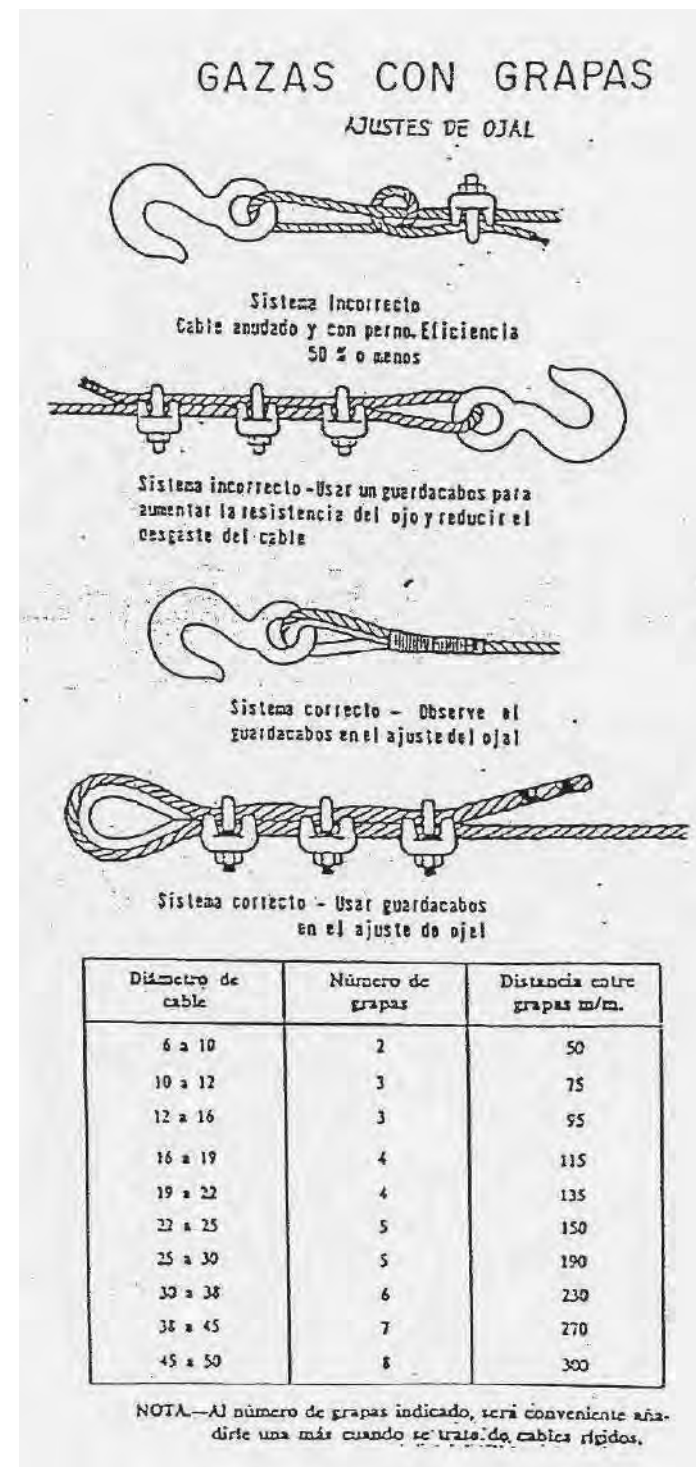 GAZAS CON GRAPAS
AJUSTES DE OJAL
Sistema Incorrecto
Cable anudado y con perno. Eficiencia
50 % o menos
Sistema incorrecto - Usar un guardacabos para
aumentar la resistencia del ojo y reducir el
desgaste del cable
Sistema correcto - Observe el
guardacabos en el ajuste del ojal
Sistema correcto - Usar guardacabos
en el ajuste de ojal
Diámetro de cable Número de grapas Distancia entre grapas m/m.
6 a 10 2 50
10 a 12 3 75
12 a 16 3 95
16 a 19 4 115
19 a 22 4 135
22 a 25 5 150
25 a 30 5 190
30 a 38 6 230
38 a 45 7 270
45 a 50 8 300
NOTA.—Al número de grapas indicado, será conveniente aña-
dirle una más cuando se trate de cables rígidos.